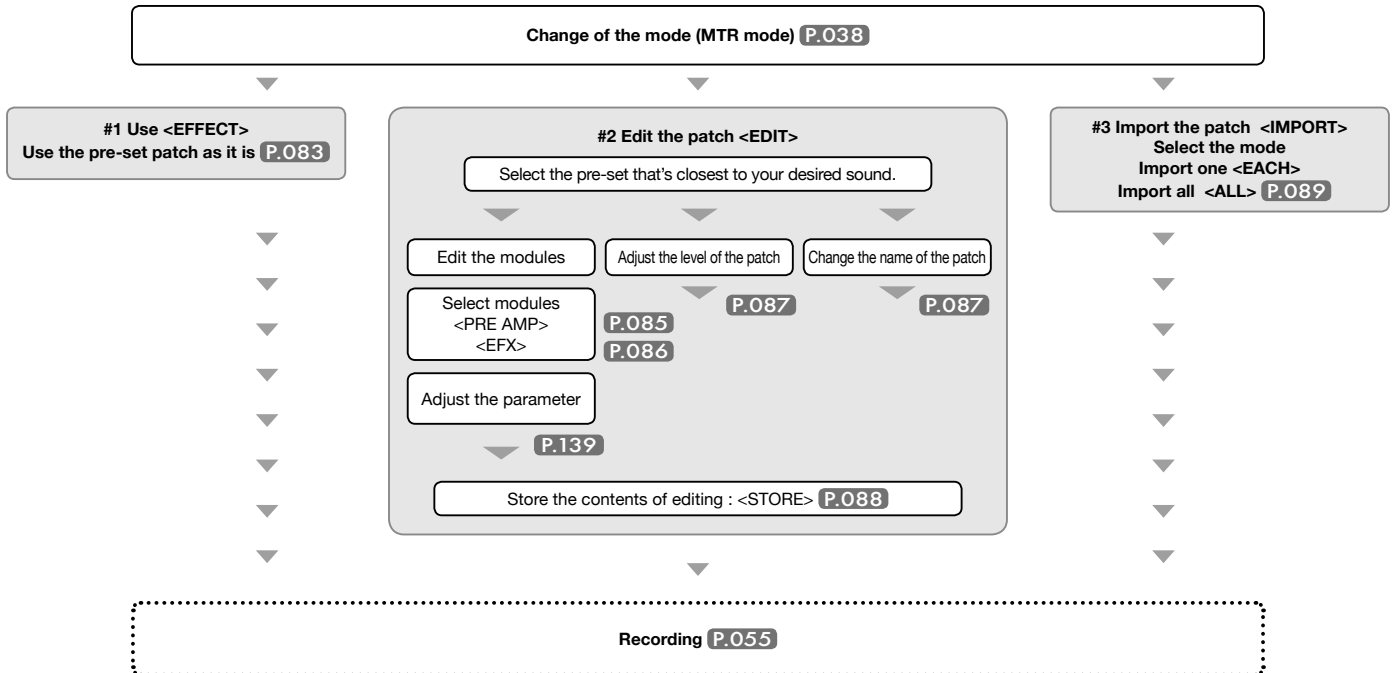 Change of the mode (MTR mode) P.038
#1 Use <EFFECT>
Use the pre-set patch as it is P.083
#2 Edit the patch <EDIT>
Select the pre-set that's closest to your desired sound.
Edit the modules
Select modules
<PRE AMP>
<EFX>
P.085
P.086
Adjust the parameter
P.139
Adjust the level of the patch
P.087
Change the name of the patch
P.087
Store the contents of editing : <STORE> P.088
#3 Import the patch <IMPORT>
Select the mode
Import one <EACH>
Import all <ALL> P.089
Recording P.055